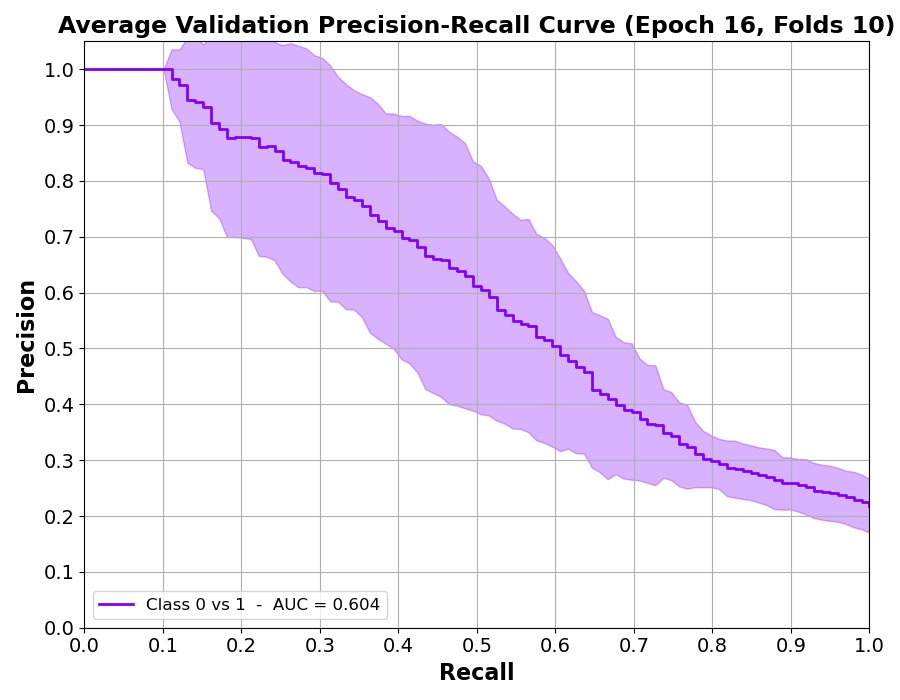 Average Validation Precision-Recall Curve (Epoch 16, Folds 10)
Precision
1.0
0.9
0.8
0.7
0.6
0.5
0.4
0.3
0.2
0.1
0.0
Class 0 vs 1 - AUC = 0.604
0.0 0.1 0.2 0.3 0.4 0.5 0.6 0.7 0.8 0.9 1.0
Recall